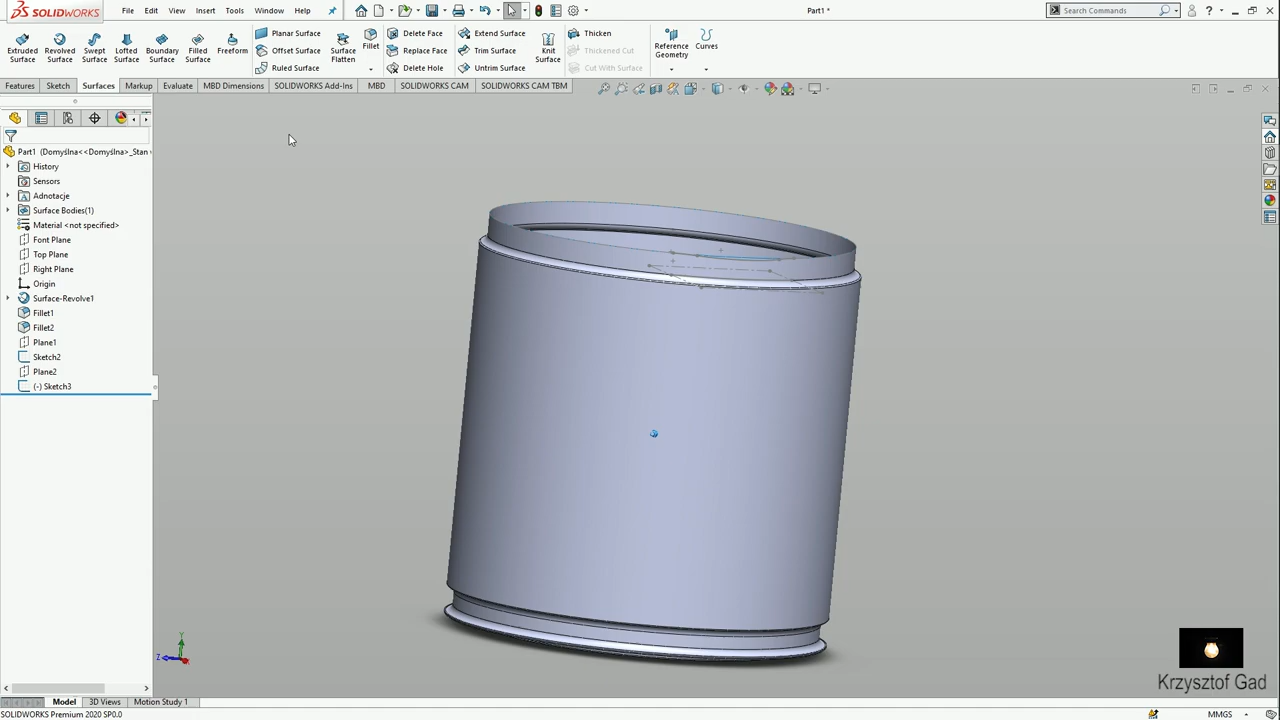 SOLIDWORKS
File
Edit
View
Insert
Tools
Window
Help
Part1 *
Search Commands
Extruded Surface
Revolved Surface
Swept Surface
Lofted Surface
Boundary Surface
Filled Surface
Freeform
Planar Surface
Offset Surface
Ruled Surface
Surface Flatten
Fillet
Delete Face
Replace Face
Delete Hole
Extend Surface
Trim Surface
Untrim Surface
Knit Surface
Thicken
Thickened Cut
Cut With Surface
Reference Geometry
Curves
Features
Sketch
Surfaces
Markup
Evaluate
MBD Dimensions
SOLIDWORKS Add-Ins
MBD
SOLIDWORKS CAM
SOLIDWORKS CAM TBM
Part1 (Domyślna<<Domyślna>_Stan
History
Sensors
Adnotacje
Surface Bodies(1)
Material <not specified>
Font Plane
Top Plane
Right Plane
Origin
Surface-Revolve1
Fillet1
Fillet2
Plane1
Sketch2
Plane2
(-) Sketch3
Y
Z
Krzysztof Gad
Model
3D Views
Motion Study 1
SOLIDWORKS Premium 2020 SP0.0
MMGS